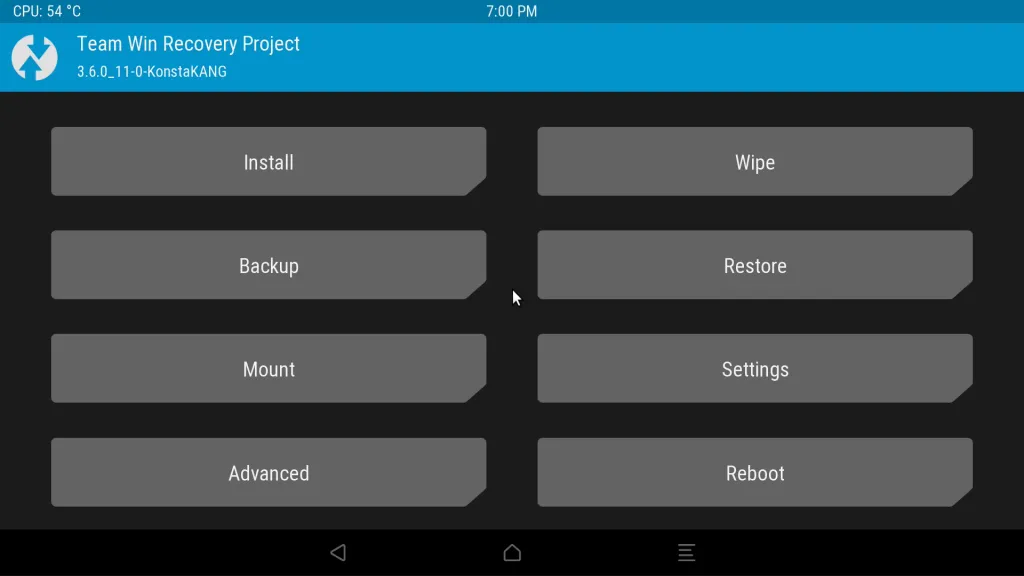 CPU: 54 °C
7:00 PM
Team Win Recovery Project
3.6.0_11-0-KonstaKANG
Install
Wipe
Backup
Restore
Mount
Settings
Advanced
Reboot